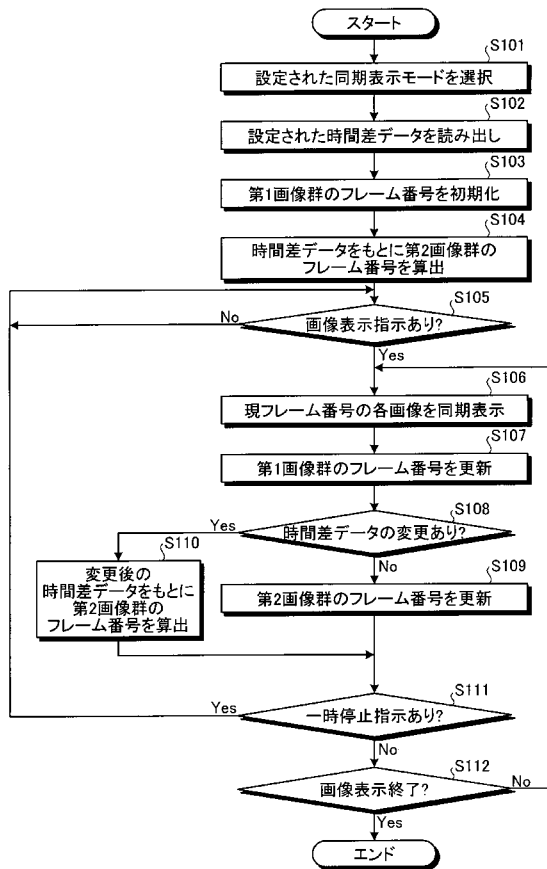 スタート
S101
設定された同期表示モードを選択
S102
設定された時間差データを読み出し
S103
第1画像群のフレーム番号を初期化
S104
時間差データをもとに第2画像群の
フレーム番号を算出
S105
画像表示指示あり?
No
Yes
S106
現フレーム番号の各画像を同期表示
S107
第1画像群のフレーム番号を更新
S108
時間差データの変更あり?
Yes
No
S110
変更後の
時間差データをもとに
第2画像群の
フレーム番号を算出
S109
第2画像群のフレーム番号を更新
S111
一時停止指示あり?
Yes
No
S112
画像表示終了?
No
Yes
エンド